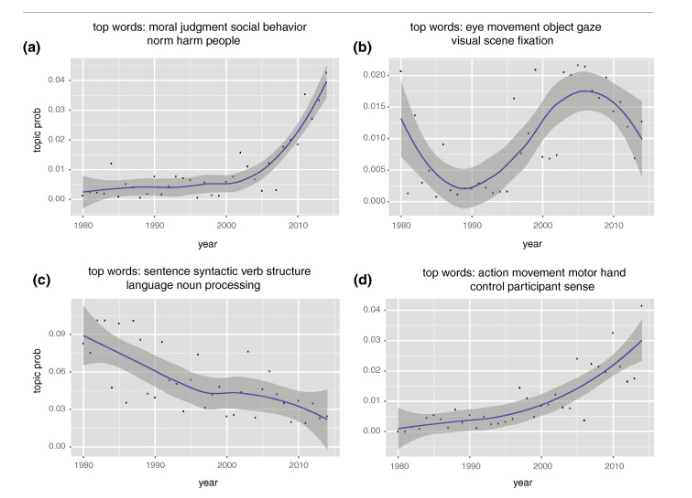 top words: moral judgment social behavior
norm harm people
(a)
0.04
0.03
0.02
0.01
0.00
topic prob
1980
1990
2000
2010
year
top words: eye movement object gaze
visual scene fixation
(b)
0.020
0.015
0.010
0.005
0.000
1980
1990
2000
2010
year
top words: sentence syntactic verb structure
language noun processing
(c)
0.09
0.06
0.03
0.00
topic prob
1980
1990
2000
2010
year
top words: action movement motor hand
control participant sense
(d)
0.04
0.03
0.02
0.01
0.00
1980
1990
2000
2010
year